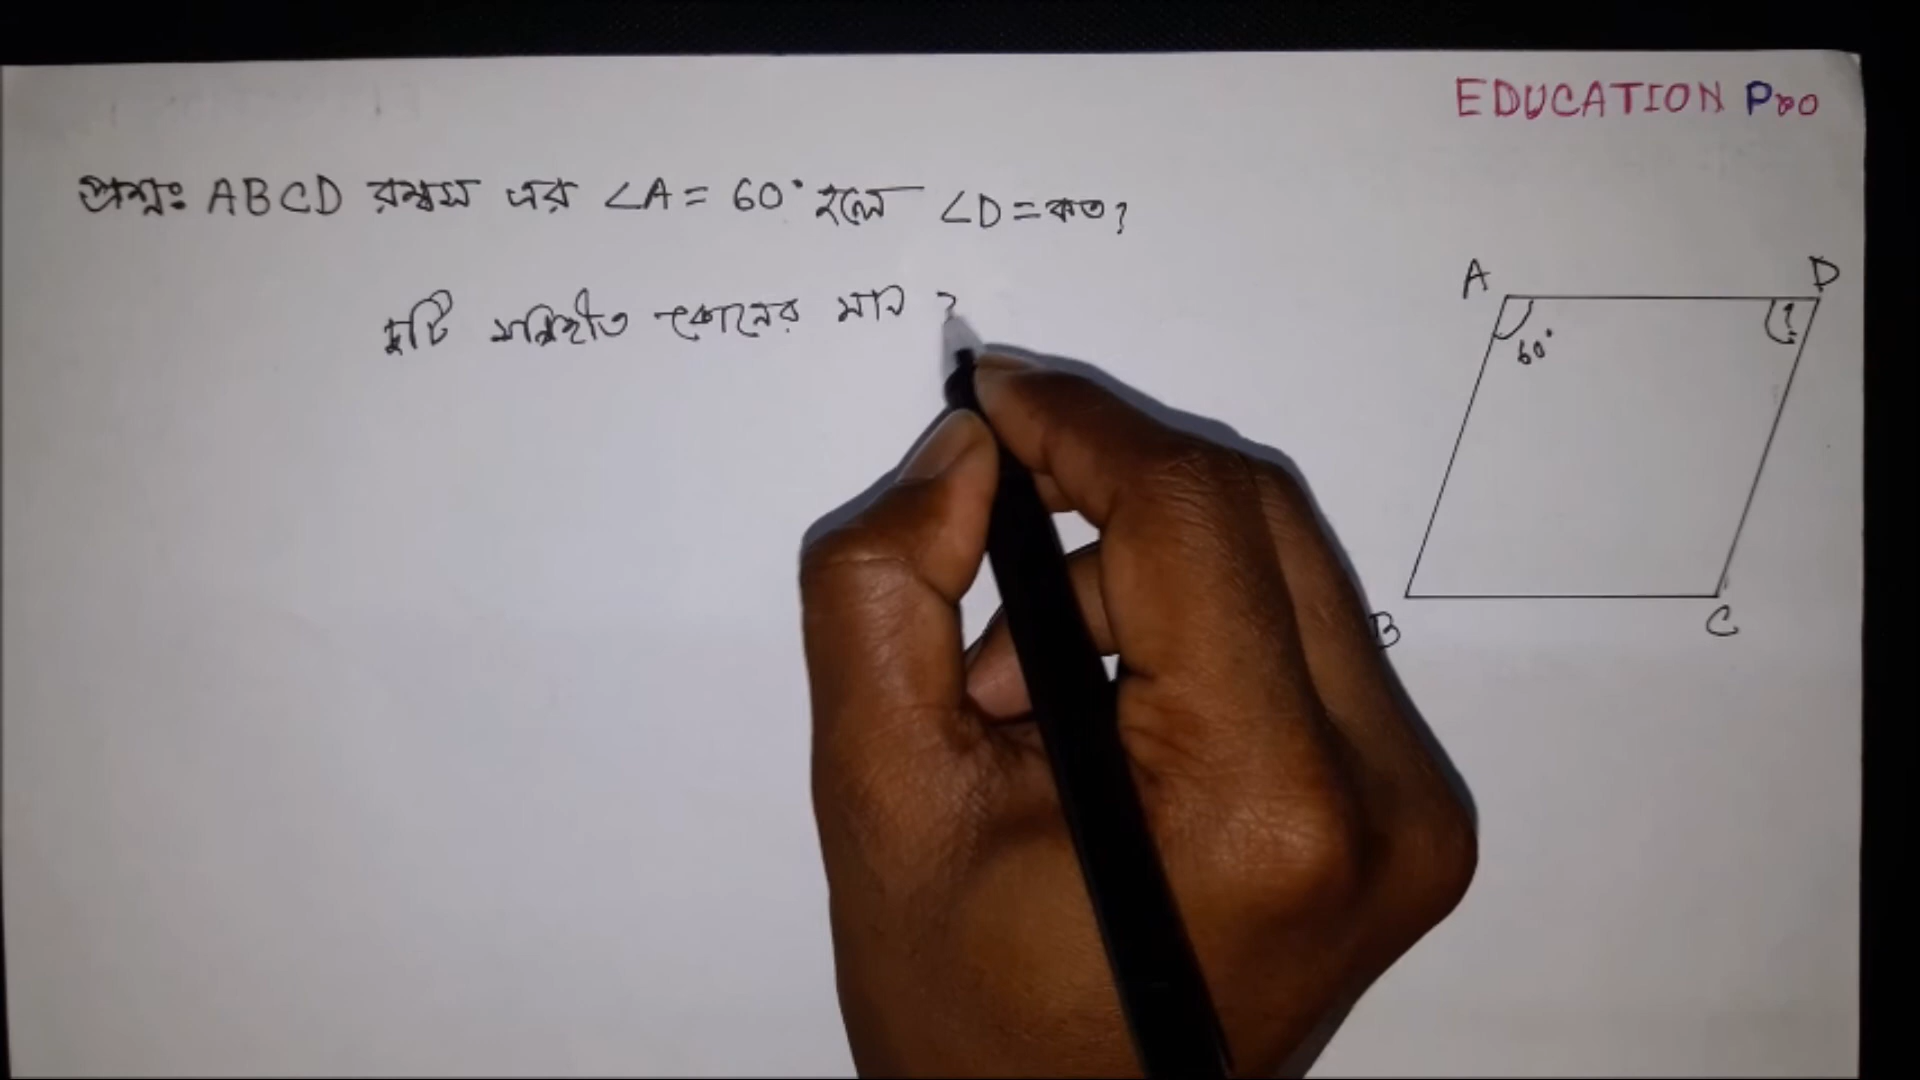 EDUCATION Pro
প্রশ্নঃ ABCD রম্বস এর ∠A = 60° হলে ∠D = কত?
দুটি সন্নিহীত কোনের মান
A
D
60°
?
B
C